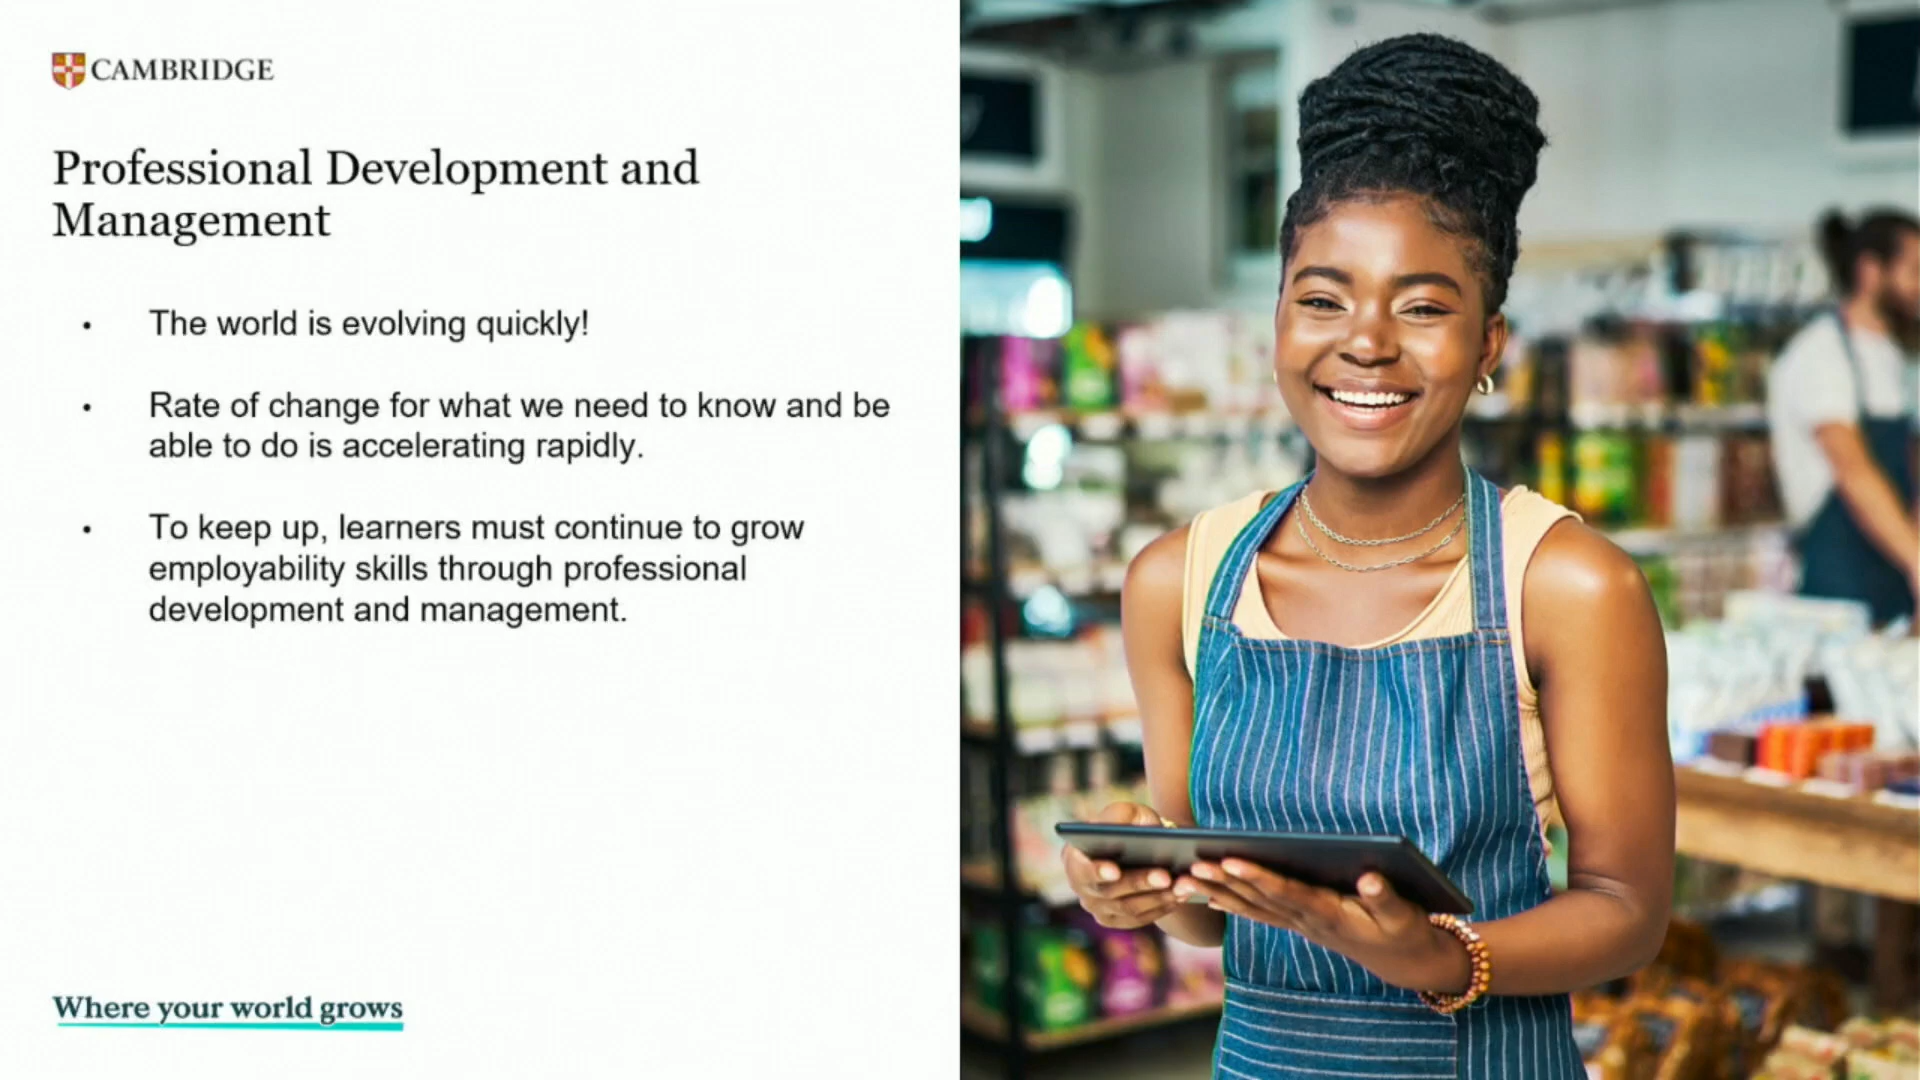 CAMBRIDGE
Professional Development and
Management
• The world is evolving quickly!
• Rate of change for what we need to know and be
able to do is accelerating rapidly.
• To keep up, learners must continue to grow
employability skills through professional
development and management.
Where your world grows